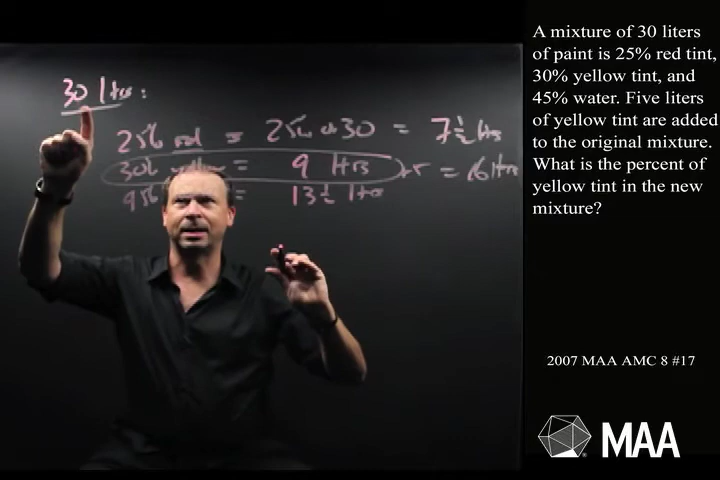 30 ltrs:
25% red = 25% of 30 = 7½ ltrs
30% yellow = 9 ltrs +5 = 16 ltrs
= 13½ ltrs
A mixture of 30 liters
of paint is 25% red tint,
30% yellow tint, and
45% water. Five liters
of yellow tint are added
to the original mixture.
What is the percent of
yellow tint in the new
mixture?
2007 MAA AMC 8 #17
MAA